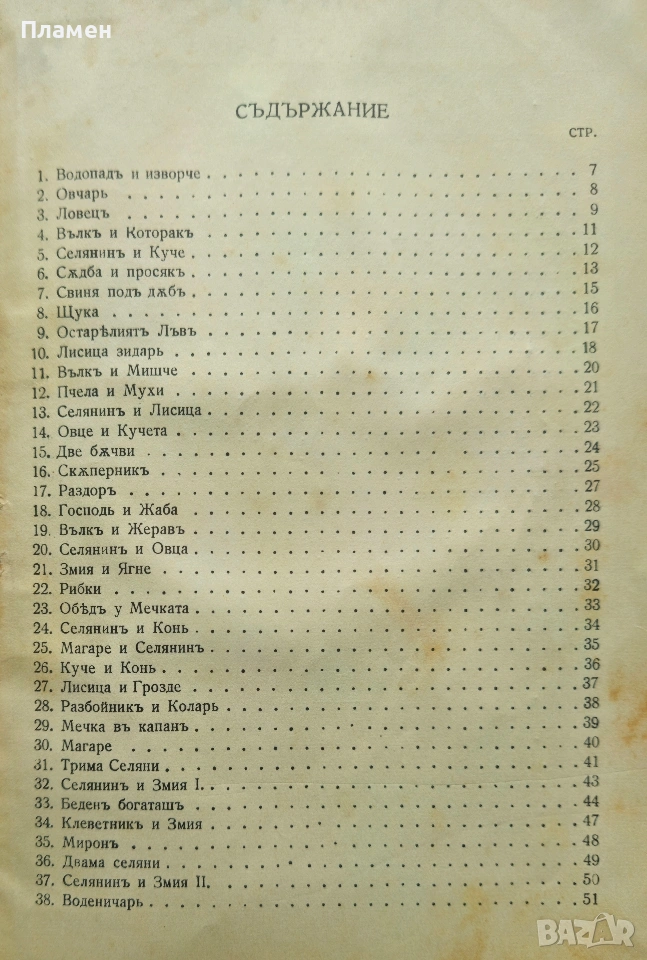 Пламен
СЪДЪРЖАНИЕ
СТР.
1. Водопадъ и изворче . . . . . . . . . . . . . . . . . . . . 7
2. Овчарь . . . . . . . . . . . . . . . . . . . . 8
3. Ловецъ . . . . . . . . . . . . . . . . . . . . 9
4. Вълкъ и Которакъ . . . . . . . . . . . . . . . . . . . . 11
5. Селянин и Куче . . . . . . . . . . . . . . . . . . . . 12
6. Сѫдба и просякъ . . . . . . . . . . . . . . . . . . . . 13
7. Свиня подъ дѫбъ . . . . . . . . . . . . . . . . . . . . 15
8. Щука . . . . . . . . . . . . . . . . . . . . 16
9. Остарѣлиятъ Лъвъ . . . . . . . . . . . . . . . . . . . . 17
10. Лисица зидарь . . . . . . . . . . . . . . . . . . . . 18
11. Вълкъ и Мишче . . . . . . . . . . . . . . . . . . . . 20
12. Пчела и Мухи . . . . . . . . . . . . . . . . . . . . 21
13. Селянин и Лисица . . . . . . . . . . . . . . . . . . . . 22
14. Овце и Кучета . . . . . . . . . . . . . . . . . . . . 23
15. Две бѫчви . . . . . . . . . . . . . . . . . . . . 24
16. Скѫперникъ . . . . . . . . . . . . . . . . . . . . 25
17. Раздоръ . . . . . . . . . . . . . . . . . . . . 27
18. Господь и Жаба . . . . . . . . . . . . . . . . . . . . 28
19. Вълкъ и Жеравъ . . . . . . . . . . . . . . . . . . . . 29
20. Селянинъ и Овца . . . . . . . . . . . . . . . . . . . . 30
21. Змия и Ягне . . . . . . . . . . . . . . . . . . . . 31
22. Рибки . . . . . . . . . . . . . . . . . . . . 32
23. Обѣдъ у Мечката . . . . . . . . . . . . . . . . . . . . 33
24. Селянинъ и Конь . . . . . . . . . . . . . . . . . . . . 34
25. Магаре и Селянинъ . . . . . . . . . . . . . . . . . . . . 35
26. Куче и Конь . . . . . . . . . . . . . . . . . . . . 36
27. Лисица и Грозде . . . . . . . . . . . . . . . . . . . . 37
28. Разбойникъ и Коларь . . . . . . . . . . . . . . . . . . . . 38
29. Мечка въ капанъ . . . . . . . . . . . . . . . . . . . . 39
30. Магаре . . . . . . . . . . . . . . . . . . . . 40
31. Трима Селяни . . . . . . . . . . . . . . . . . . . . 41
32. Селянинъ и Змия I. . . . . . . . . . . . . . . . . . . . 43
33. Беденъ богаташъ . . . . . . . . . . . . . . . . . . . . 44
34. Клеветник и Змия . . . . . . . . . . . . . . . . . . . . 47
35. Миронъ . . . . . . . . . . . . . . . . . . . . 48
36. Двама селяни . . . . . . . . . . . . . . . . . . . . 49
37. Селянинъ и Змия II. . . . . . . . . . . . . . . . . . . . 50
38. Воденичарь . . . . . . . . . . . . . . . . . . . . 51
BAZAR